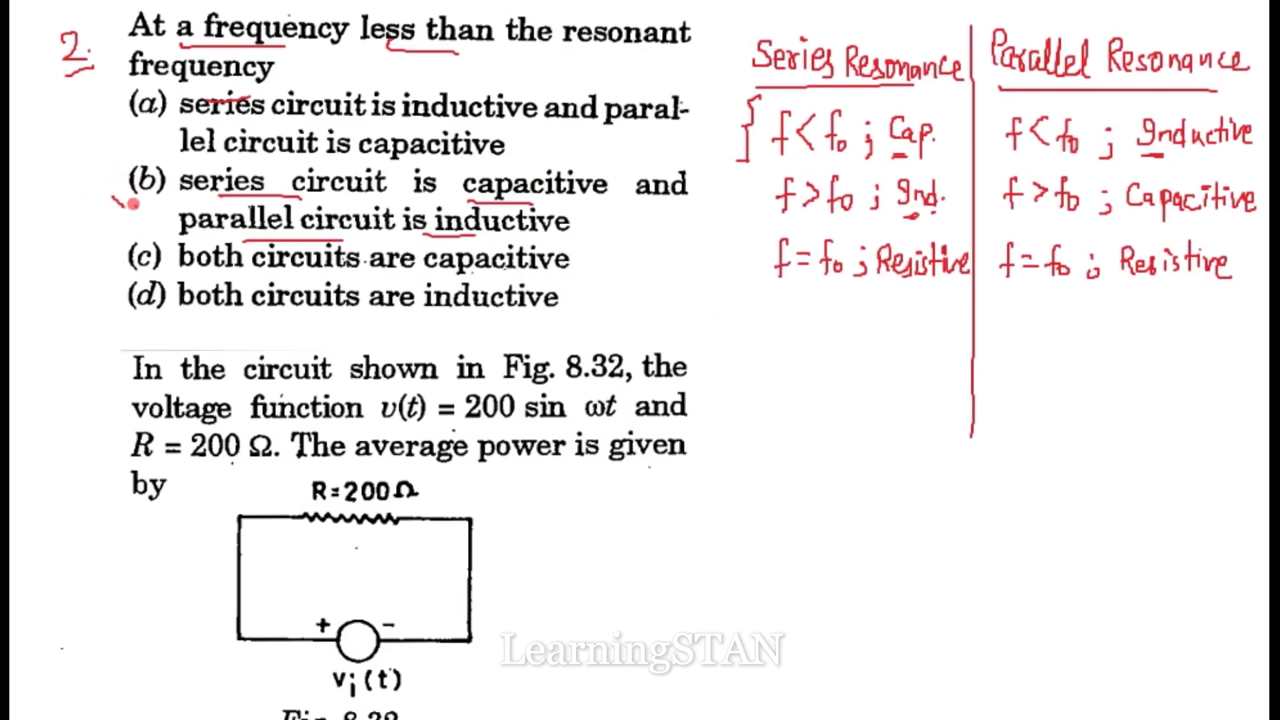 2.
At a frequency less than the resonant
frequency
(a) series circuit is inductive and paral-
lel circuit is capacitive
(b) series circuit is capacitive and
parallel circuit is inductive
(c) both circuits are capacitive
(d) both circuits are inductive
Series Resonance
f < f₀ ; Cap.
f > f₀ ; Ind.
f = f₀ ; Resistive
Parallel Resonance
f < f₀ ; Inductive
f > f₀ ; Capacitive
f = f₀ ; Resistive
In the circuit shown in Fig. 8.32, the
voltage function v(t) = 200 sin ωt and
R = 200 Ω. The average power is given
by
R=200Ω
+ -
vᵢ(t)
LearningSTAN